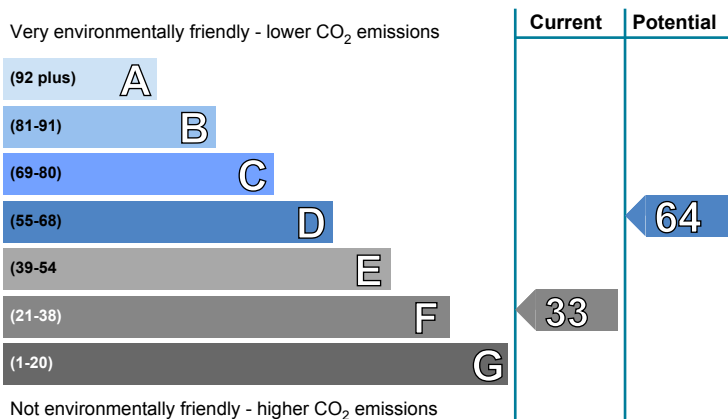 Current Potential
Very environmentally friendly - lower CO2 emissions
(92 plus) A
(81-91) B
(69-80) C
(55-68) D
64
(39-54 E
(21-38) F
33
(1-20) G
Not environmentally friendly - higher CO2 emissions